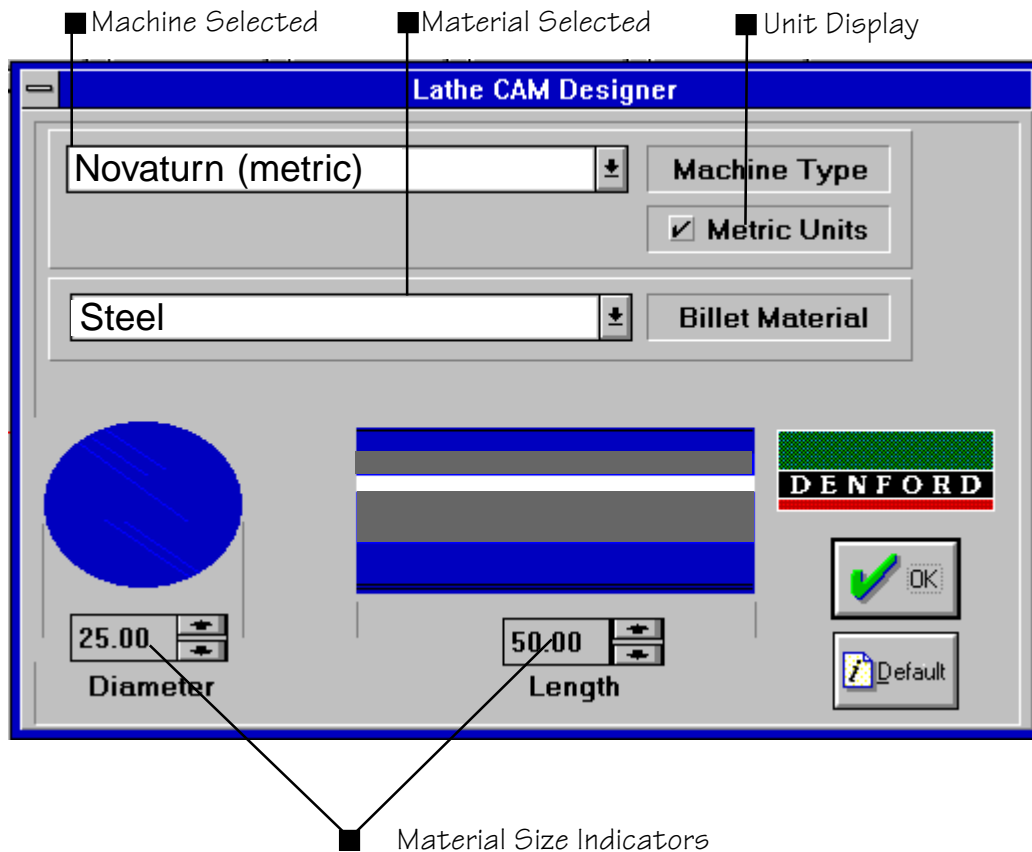 Machine Selected
Material Selected
Unit Display
Lathe CAM Designer
Novaturn (metric)
Machine Type
Metric Units
Steel
Billet Material
DENFORD
OK
25.00
50.00
Default
Diameter
Length
Material Size Indicators